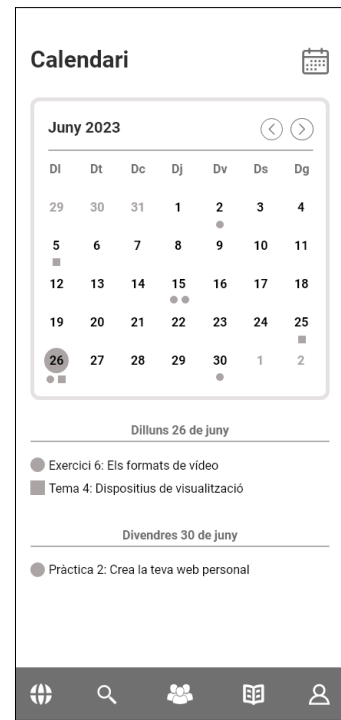 Calendari
Juny 2023
Dl Dt Dc Dj Dv Ds Dg
29 30 31 1 2 3 4
5 6 7 8 9 10 11
12 13 14 15 16 17 18
19 20 21 22 23 24 25
26 27 28 29 30 1 2
Dilluns 26 de juny
Exercici 6: Els formats de vídeo
Tema 4: Dispositius de visualització
Divendres 30 de juny
Pràctica 2: Crea la teva web personal